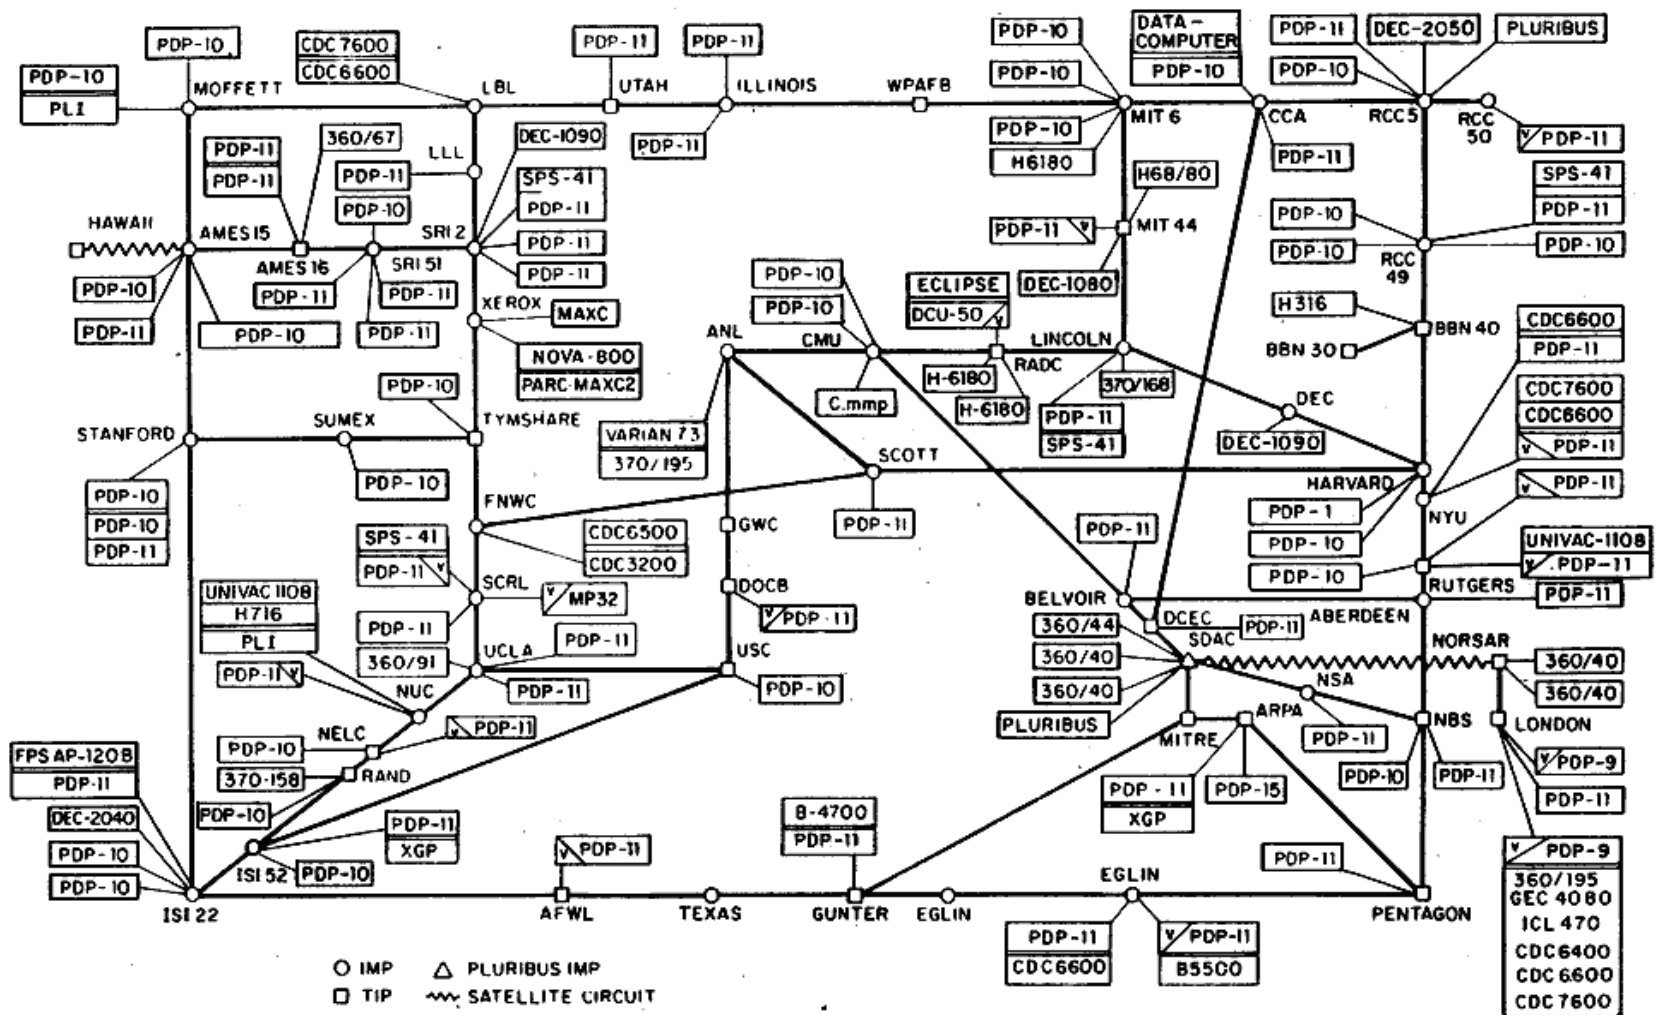 PDP-10
CDC 7600
CDC6600
PDP-11
PDP-11
PDP-10
DATA-
COMPUTER
PDP-10
PDP-11
DEC-2050
PLURIBUS
PDP-10
PLI
MOFFETT
LBL
UTAH
ILLINOIS
WPAFB
PDP-10
PDP-10
H6180
MIT 6
CCA
PDP-10
RCC 5
RCC
50
V PDP-11
PDP-11
PDP-11
360/67
LLL
PDP-11
DEC-1090
PDP-11
PDP-11
SPS-41
PDP-11
H68/80
SPS-41
PDP-11
HAWAII
AMES 15
AMES 16
PDP-10
SRI 51
SRI 2
PDP-11
PDP-11
PDP-11 V
MIT 44
DEC-1080
PDP-10
PDP-10
RCC
49
PDP-10
PDP-10
PDP-11
PDP-10
PDP-11
PDP-11
PDP-11
XEROX
MAXC
NOVA-800
PARC-MAXC2
PDP-10
PDP-10
ECLIPSE
DCU-50 V
H316
BBN 40
BBN 30
CDC6600
PDP-11
ANL
CMU
RADC
LINCOLN
C.mmp
H-6180
H-6180
370/168
PDP-11
SPS-41
DEC
DEC-1090
CDC7600
CDC6600
V PDP-11
PDP-10
STANFORD
SUMEX
TYMSHARE
VARIAN 73
370/195
SCOTT
HARVARD
V PDP-11
PDP-10
PDP-10
PDP-11
PDP-10
FNWC
PDP-11
GWC
PDP-1
PDP-10
NYU
PDP-11
SPS-41
PDP-11 V
CDC6500
CDC3200
PDP-10
RUTGERS
UNIVAC-1108
V PDP-11
UNIVAC 1108
H716
PLI
SCRL
V MP32
DOCB
V PDP-11
BELVOIR
ABERDEEN
PDP-11
PDP-11
360/91
UCLA
PDP-11
USC
360/44
360/40
360/40
PLURIBUS
DCEC
PDP-11
SDAC
NORSAR
360/40
360/40
PDP-11 V
NUC
PDP-11
PDP-10
NSA
PDP-11
NELC
V PDP-11
MITRE
ARPA
NBS
LONDON
FPS AP-120B
PDP-11
PDP-10
370-158
RAND
PDP-11
XGP
PDP-15
PDP-10
PDP-11
V PDP-9
PDP-11
DEC-2040
PDP-10
PDP-10
PDP-10
PDP-11
XGP
B-4700
PDP-11
V PDP-11
ISI 52
PDP-10
PDP-11
V PDP-9
360/195
GEC 4080
ICL 470
CDC6400
CDC6600
CDC7600
ISI 22
AFWL
TEXAS
GUNTER
EGLIN
EGLIN
PENTAGON
PDP-11
CDC6600
V PDP-11
B5500
IMP
PLURIBUS IMP
TIP
SATELLITE CIRCUIT